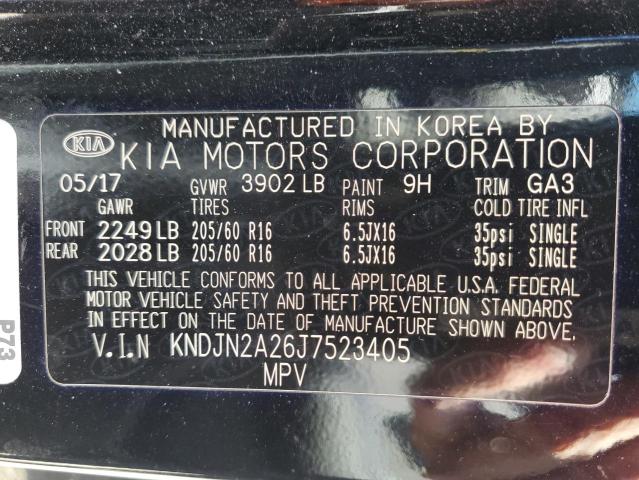 MANUFACTURED IN KOREA BY
KIA KIA MOTORS CORPORATION
05/17 GVWR 3902 LB PAINT 9H TRIM GA3
GAWR TIRES RIMS COLD TIRE INFL
FRONT 2249 LB 205/60 R16 6.5JX16 35psi SINGLE
REAR 2028 LB 205/60 R16 6.5JX16 35psi SINGLE
THIS VEHICLE CONFORMS TO ALL APPLICABLE U.S.A. FEDERAL
MOTOR VEHICLE SAFETY AND THEFT PREVENTION STANDARDS
IN EFFECT ON THE DATE OF MANUFACTURE SHOWN ABOVE.
V.I.N KNDJN2A26J7523405
MPV
P73